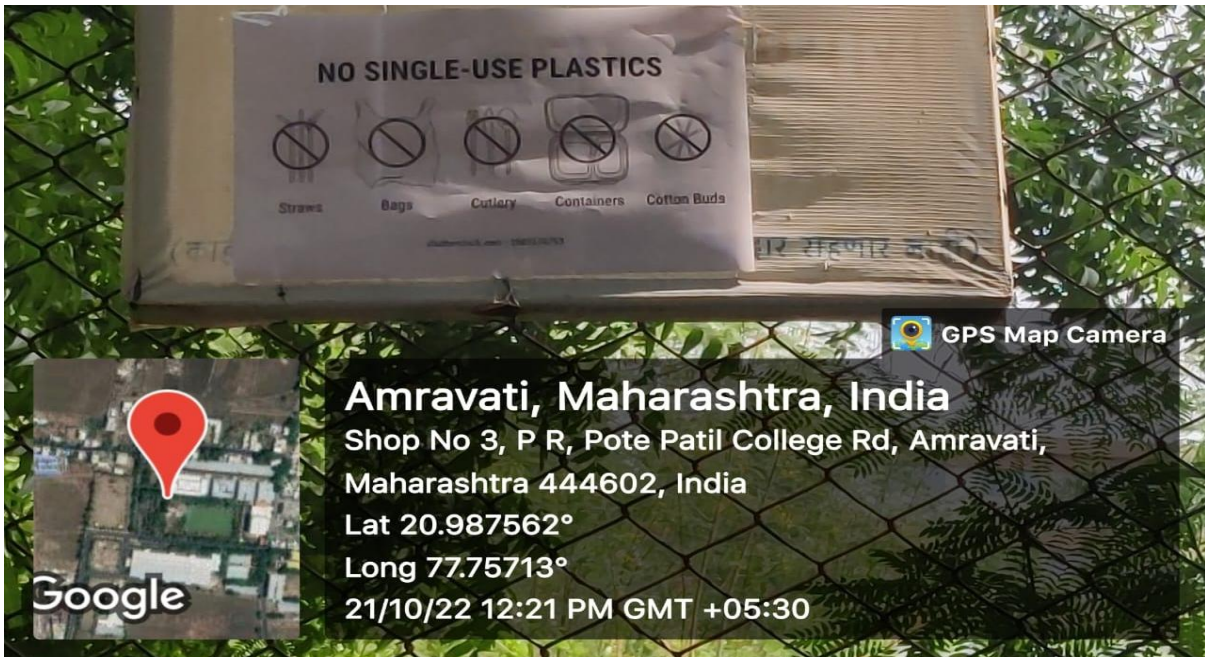 NO SINGLE-USE PLASTICS
Straws Bags Cutlery Containers Cotton Buds
राहणार नाही)
GPS Map Camera
Amravati, Maharashtra, India
Shop No 3, P R, Pote Patil College Rd, Amravati,
Maharashtra 444602, India
Lat 20.987562°
Long 77.75713°
21/10/22 12:21 PM GMT +05:30
Google